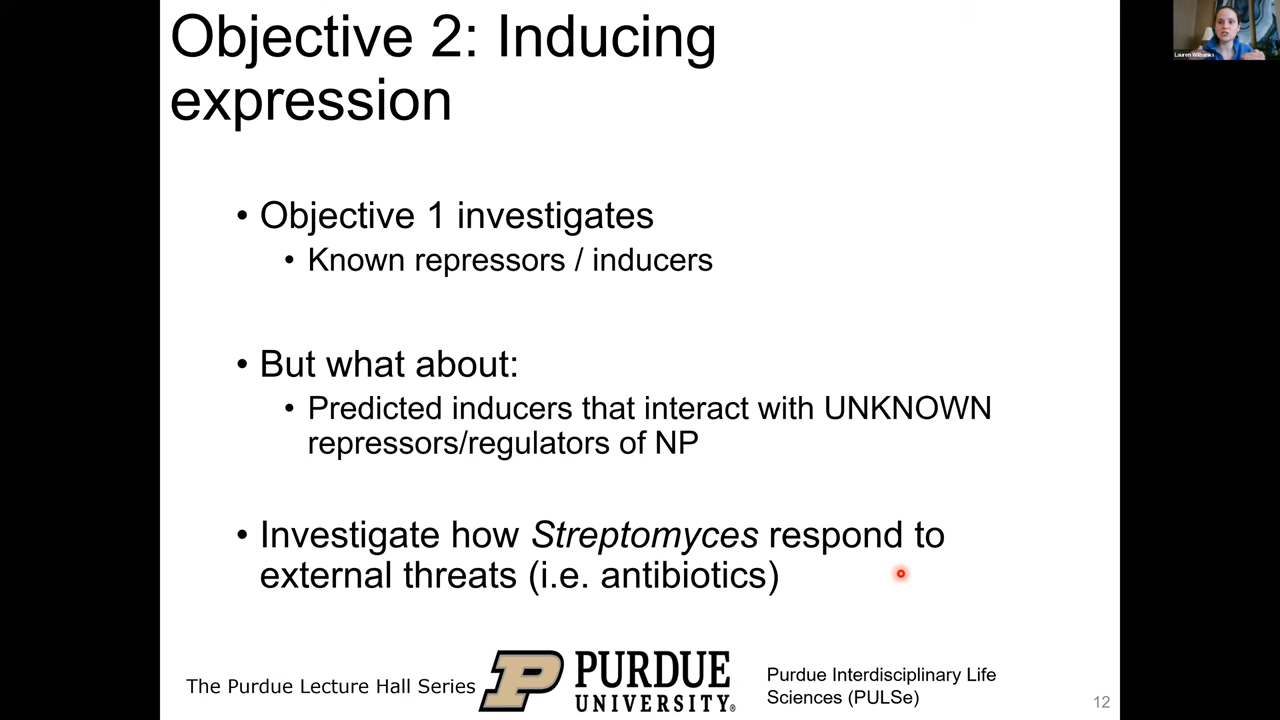 Objective 2: Inducing
expression
Lauren Wilbanks
• Objective 1 investigates
• Known repressors / inducers
• But what about:
• Predicted inducers that interact with UNKNOWN
repressors/regulators of NP
• Investigate how Streptomyces respond to
external threats (i.e. antibiotics)
The Purdue Lecture Hall Series
PURDUE
UNIVERSITY®
Purdue Interdisciplinary Life
Sciences (PULSe)
12